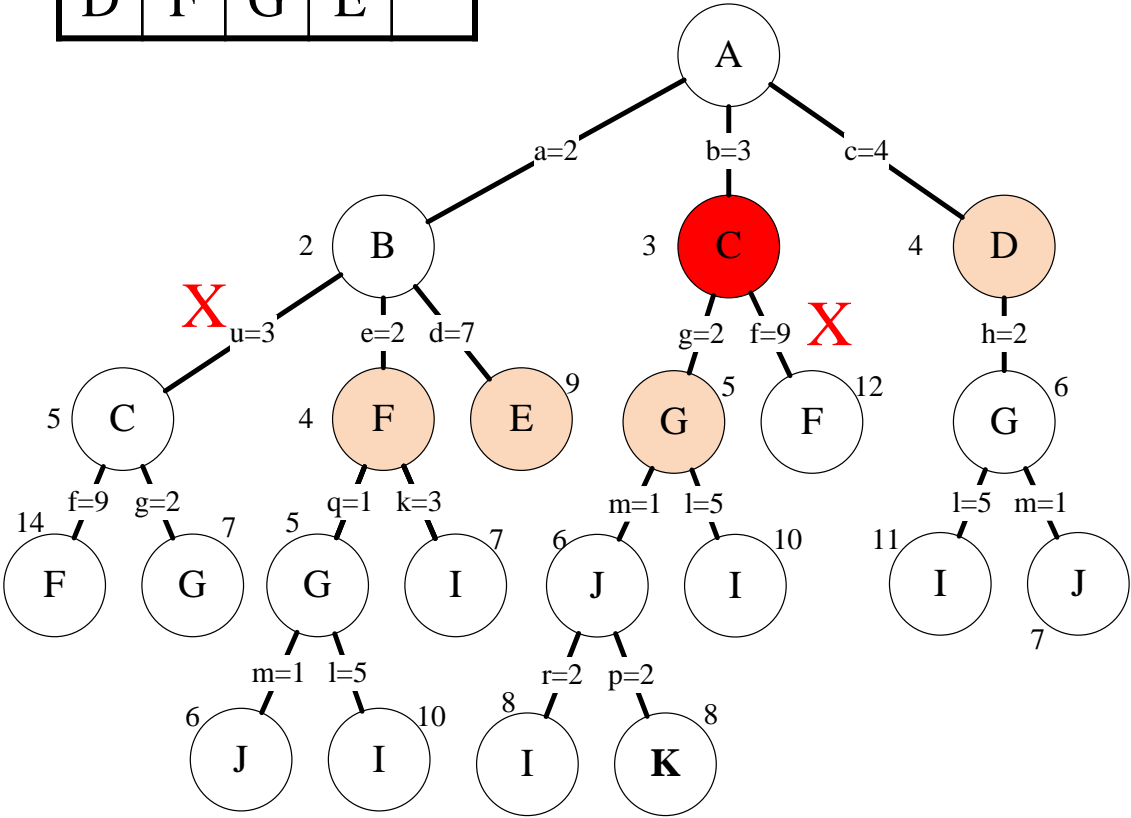 D F G E
A
a=2 b=3 c=4
2 B 3 C 4 D
X u=3 e=2 d=7 g=2 f=9 X h=2
5 C 4 F E 9 G 5 F 12 G 6
f=9 g=2 q=1 k=3 m=1 l=5 l=5 m=1
14 F G 7 5 G I 7 6 J I 10 11 I J 7
m=1 l=5 r=2 p=2
6 J I 10 8 I K 8